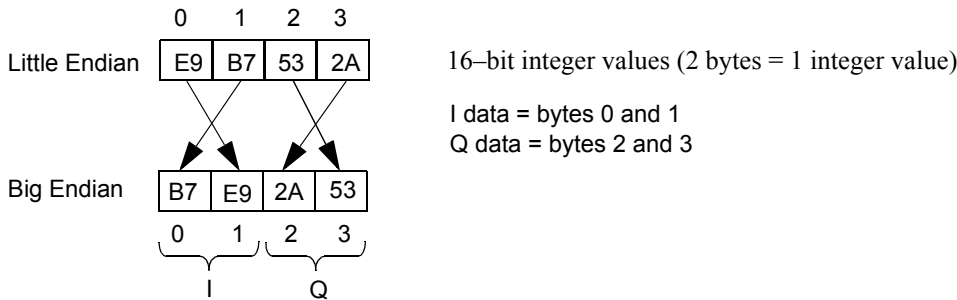 0 1 2 3
Little Endian E9 B7 53 2A
16–bit integer values (2 bytes = 1 integer value)
I data = bytes 0 and 1
Q data = bytes 2 and 3
Big Endian B7 E9 2A 53
0 1 2 3
I Q